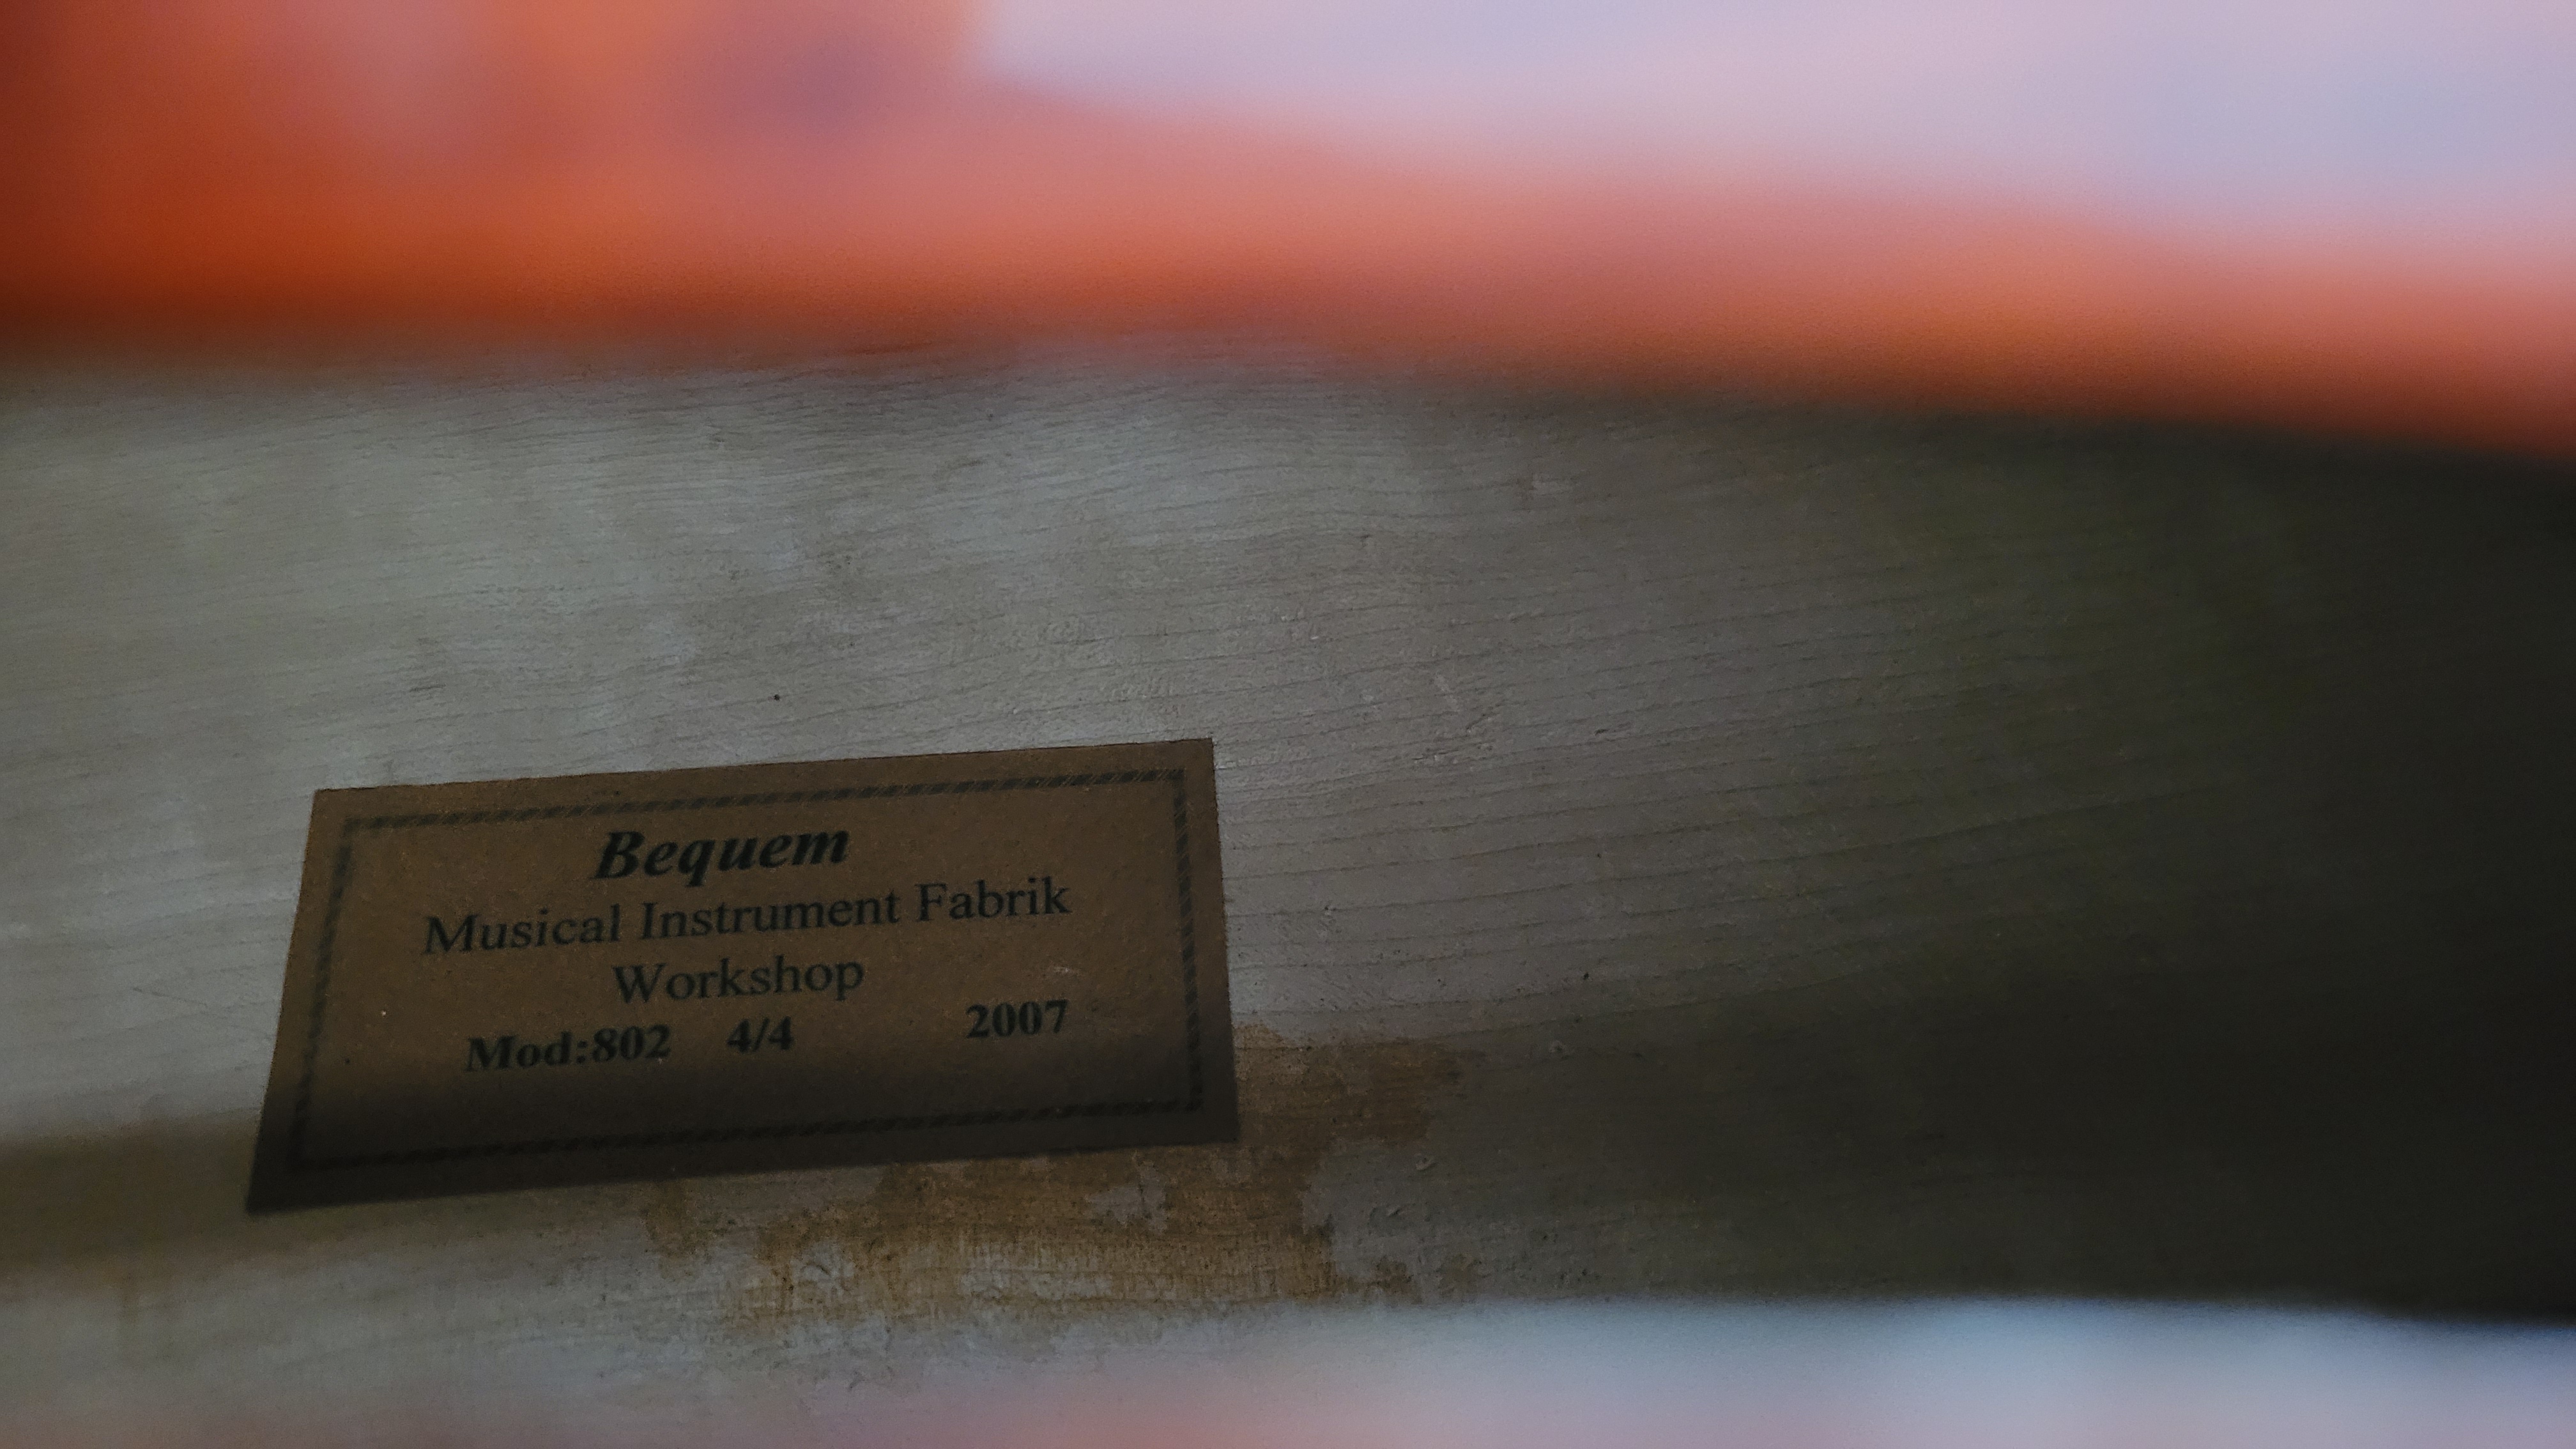 Bequem
Musical Instrument Fabrik
Workshop
Mod:802 4/4 2007